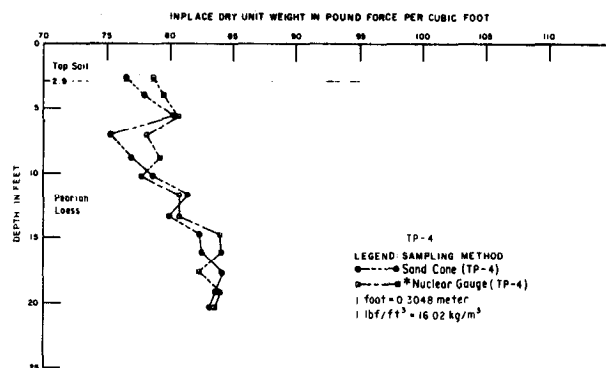 INPLACE DRY UNIT WEIGHT IN POUND FORCE PER CUBIC FOOT
70 75 80 85 90 95 100 105 110
0
Top Soil
2.9
5
10
Peorian
Loess
DEPTH IN FEET
15
20
25
TP-4
LEGEND: SAMPLING METHOD
Sand Cone (TP-4)
*Nuclear Gauge (TP-4)
1 foot = 0.3048 meter
1 lbf/ft³ = 16.02 kg/m³